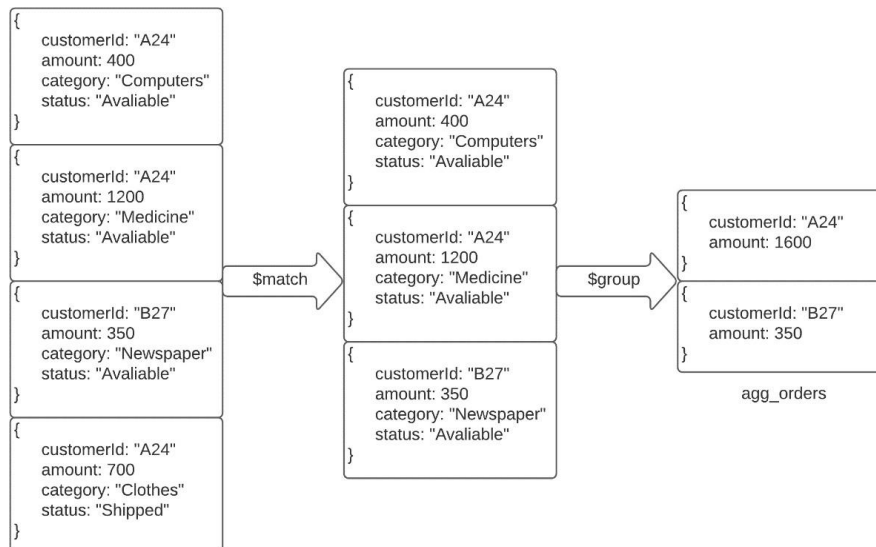 {
customerId: "A24"
amount: 400
category: "Computers"
status: "Avaliable"
}
{
customerId: "A24"
amount: 1200
category: "Medicine"
status: "Avaliable"
}
{
customerId: "B27"
amount: 350
category: "Newspaper"
status: "Avaliable"
}
{
customerId: "A24"
amount: 700
category: "Clothes"
status: "Shipped"
}
$match
{
customerId: "A24"
amount: 400
category: "Computers"
status: "Avaliable"
}
{
customerId: "A24"
amount: 1200
category: "Medicine"
status: "Avaliable"
}
{
customerId: "B27"
amount: 350
category: "Newspaper"
status: "Avaliable"
}
$group
{
customerId: "A24"
amount: 1600
}
{
customerId: "B27"
amount: 350
}
agg_orders